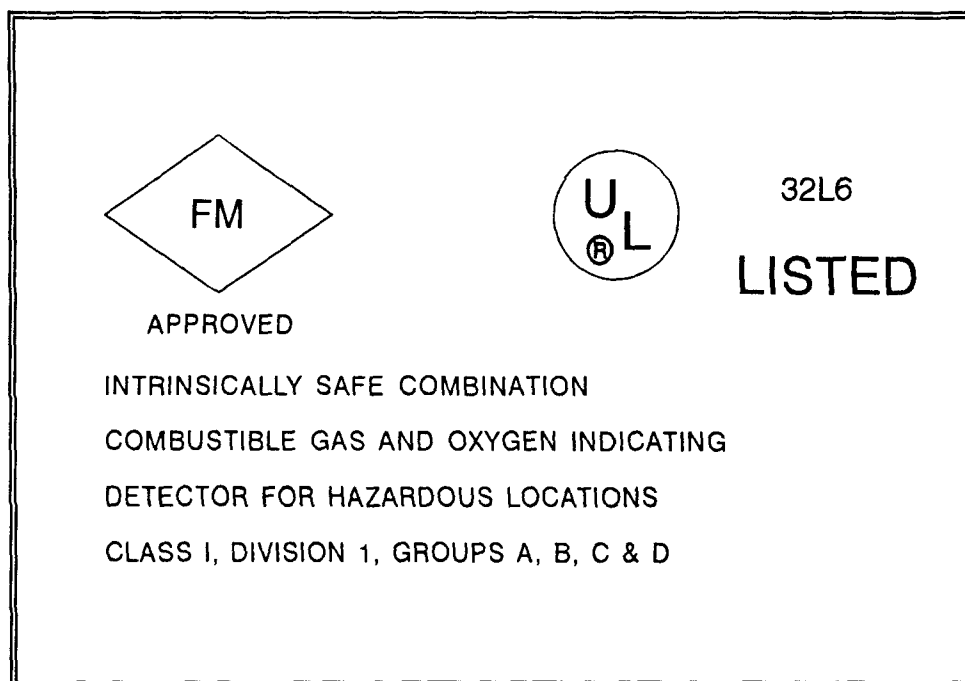 FM
APPROVED
UL
®
32L6
LISTED
INTRINSICALLY SAFE COMBINATION
COMBUSTIBLE GAS AND OXYGEN INDICATING
DETECTOR FOR HAZARDOUS LOCATIONS
CLASS I, DIVISION 1, GROUPS A, B, C & D